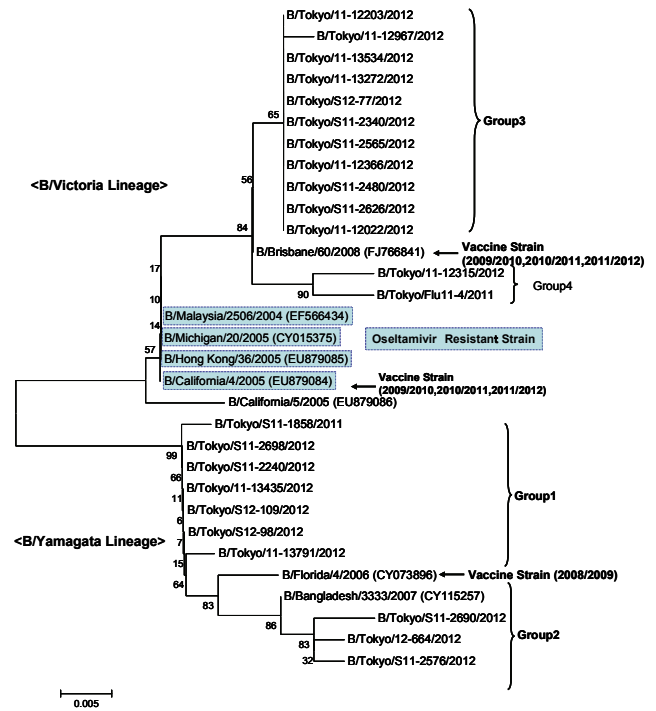 B/Tokyo/11-12203/2012
B/Tokyo/11-12967/2012
B/Tokyo/11-13534/2012
B/Tokyo/11-13272/2012
B/Tokyo/S12-77/2012
65
B/Tokyo/S11-2340/2012
Group3
B/Tokyo/S11-2565/2012
B/Tokyo/11-12366/2012
56
<B/Victoria Lineage>
B/Tokyo/S11-2480/2012
B/Tokyo/S11-2626/2012
84
B/Tokyo/11-12022/2012
B/Brisbane/60/2008 (FJ766841)
Vaccine Strain
(2009/2010,2010/2011,2011/2012)
17
B/Tokyo/11-12315/2012
Group4
90
B/Tokyo/Flu11-4/2011
10
B/Malaysia/2506/2004 (EF566434)
14
B/Michigan/20/2005 (CY015375)
Oseltamivir Resistant Strain
57
B/Hong Kong/36/2005 (EU879085)
B/California/4/2005 (EU879084)
Vaccine Strain
(2009/2010,2010/2011,2011/2012)
B/California/5/2005 (EU879086)
B/Tokyo/S11-1858/2011
B/Tokyo/S11-2698/2012
99
B/Tokyo/S11-2240/2012
66
B/Tokyo/11-13435/2012
Group1
11
B/Tokyo/S12-109/2012
6
B/Tokyo/S12-98/2012
<B/Yamagata Lineage>
7
B/Tokyo/11-13791/2012
15
B/Florida/4/2006 (CY073896)
Vaccine Strain (2008/2009)
64
B/Bangladesh/3333/2007 (CY115257)
83
B/Tokyo/S11-2690/2012
86
Group2
B/Tokyo/12-664/2012
83
B/Tokyo/S11-2576/2012
32
0.005